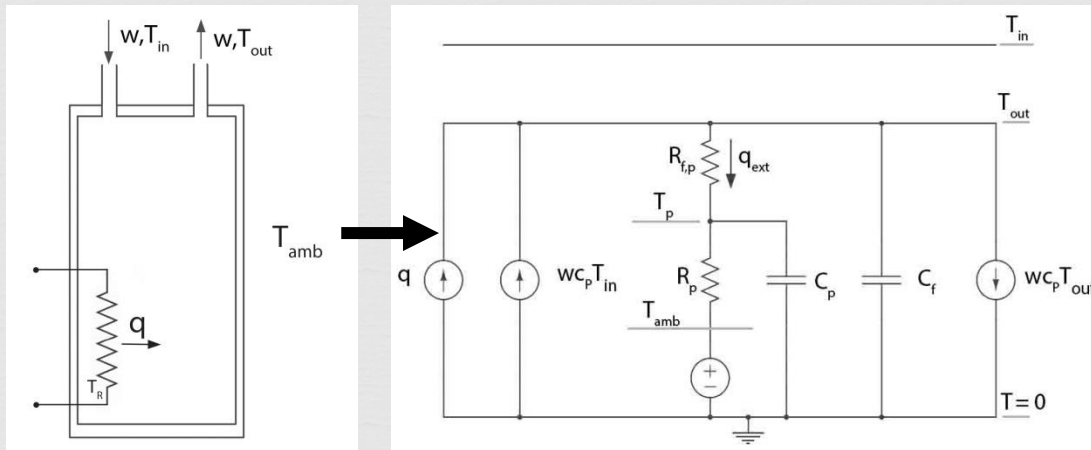 w,T_in
w,T_out
T_amb
q
T_R
T_in
T_out
R_f,p
q_ext
T_p
q
wc_pT_in
R_p
C_p
C_f
wc_pT_out
T_amb
+
−
T=0